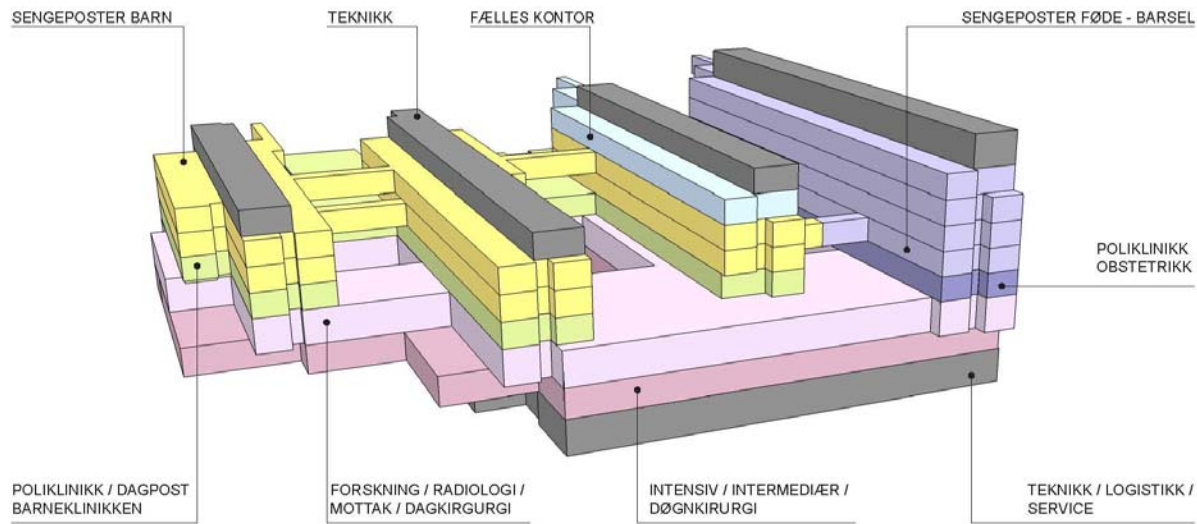 SENGEPOSTER BARN
TEKNIKK
FÆLLES KONTOR
SENGEPOSTER FØDE - BARSEL
POLIKLINIKK
OBSTETRIKK
POLIKLINIKK / DAGPOST
BARNEKLINIKKEN
FORSKNING / RADIOLOGI /
MOTTAK / DAGKIRGURGI
INTENSIV / INTERMEDIÆR /
DØGNKIRURGI
TEKNIKK / LOGISTIKK /
SERVICE